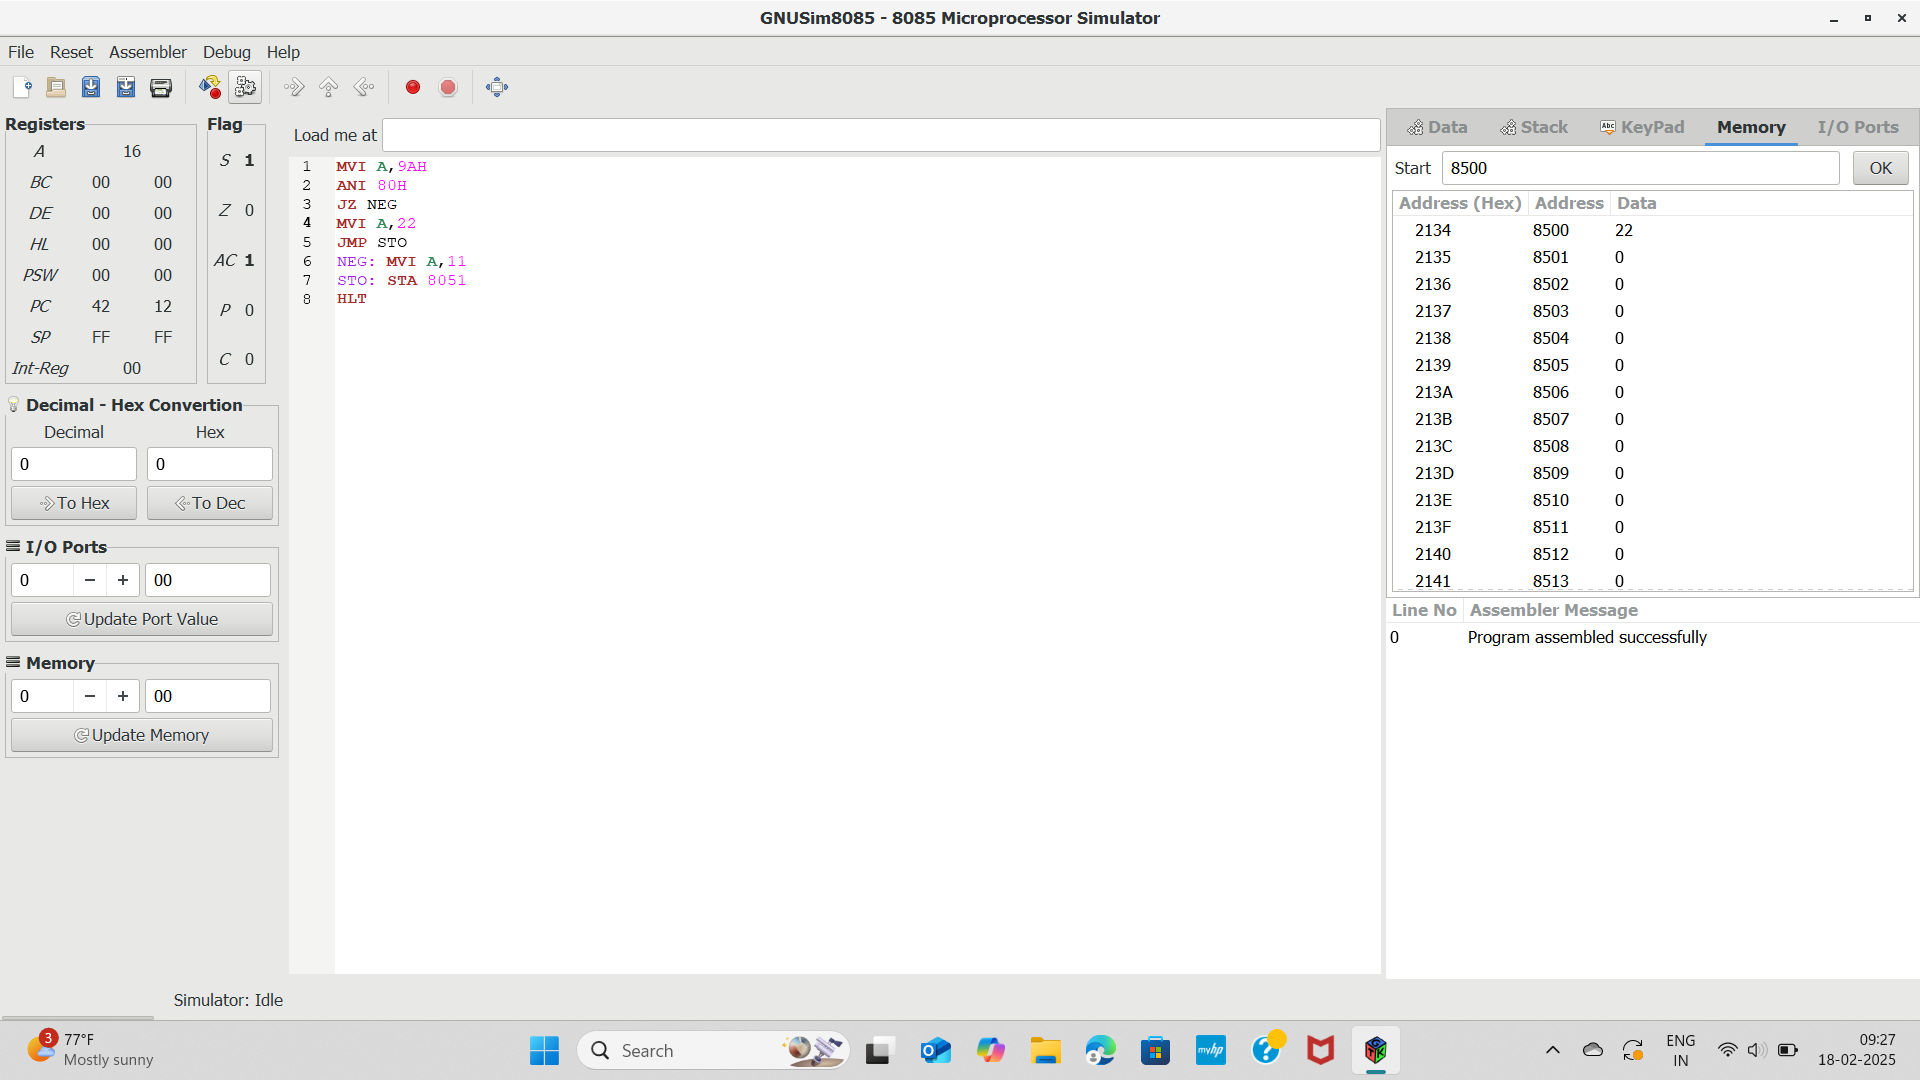 GNUSim8085 - 8085 Microprocessor Simulator
File Reset Assembler Debug Help
Registers
A 16
BC 00 00
DE 00 00
HL 00 00
PSW 00 00
PC 42 12
SP FF FF
Int-Reg 00
Flag
S 1
Z 0
AC 1
P 0
C 0
Decimal - Hex Convertion
Decimal Hex
0 0
To Hex To Dec
I/O Ports
0 − + 00
Update Port Value
Memory
0 − + 00
Update Memory
Load me at
1 MVI A,9AH
2 ANI 80H
3 JZ NEG
4 MVI A,22
5 JMP STO
6 NEG: MVI A,11
7 STO: STA 8051
8 HLT
Data Stack Abc KeyPad Memory I/O Ports
Start 8500 OK
Address (Hex) Address Data
2134 8500 22
2135 8501 0
2136 8502 0
2137 8503 0
2138 8504 0
2139 8505 0
213A 8506 0
213B 8507 0
213C 8508 0
213D 8509 0
213E 8510 0
213F 8511 0
2140 8512 0
2141 8513 0
Line No Assembler Message
0 Program assembled successfully
Simulator: Idle
3 77°F
Mostly sunny
Search
myhp
GTK
ENG
IN
09:27
18-02-2025